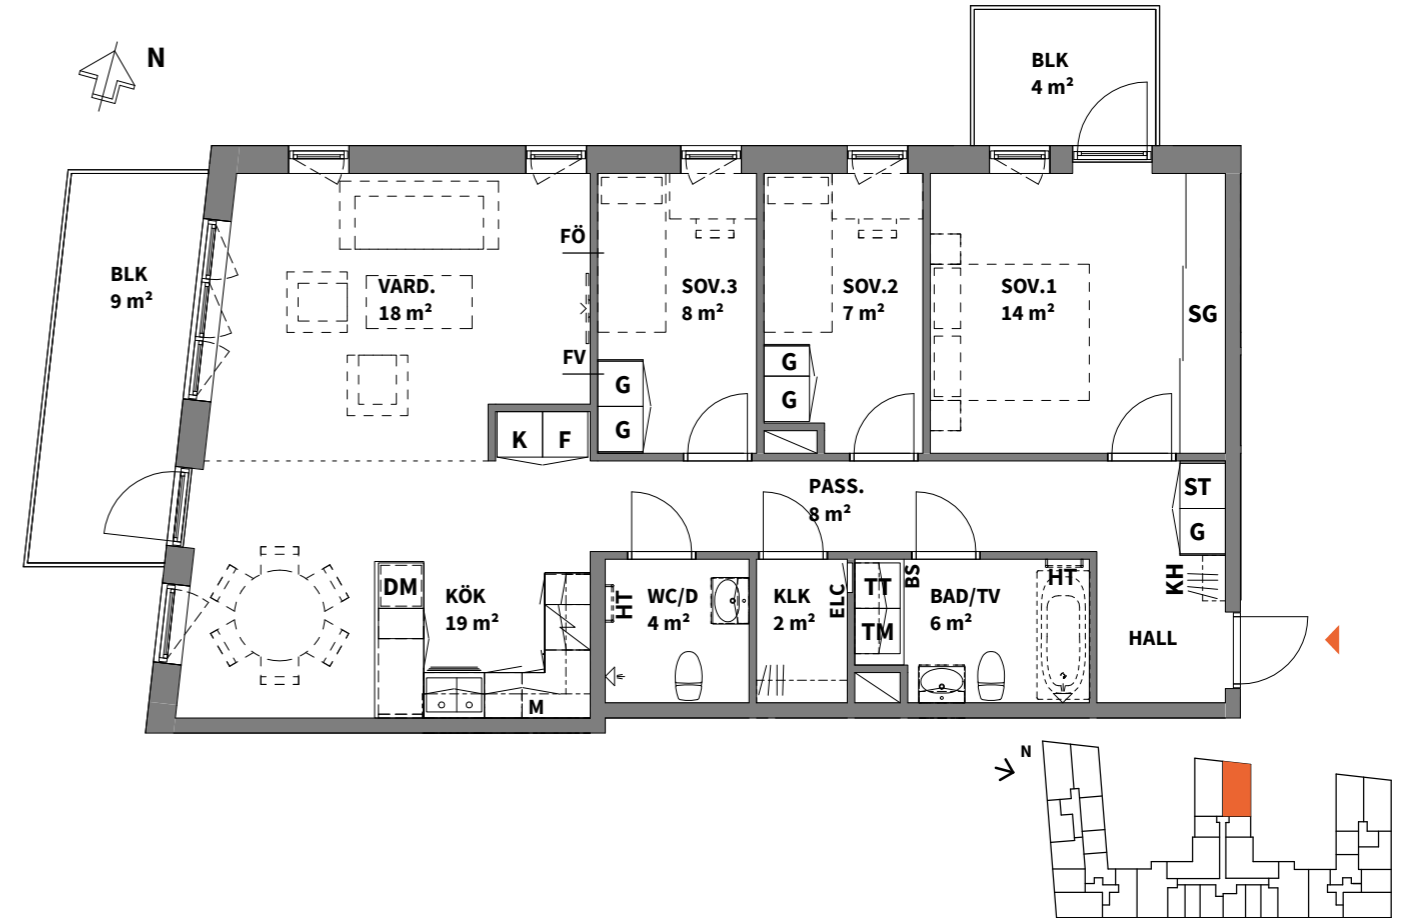 N
BLK
4 m²
BLK
9 m²
VARD.
18 m²
FÖ
FV
SOV.3
8 m²
SOV.2
7 m²
SOV.1
14 m²
SG
G
G
G
G
K
F
PASS.
8 m²
ST
G
KH
DM
KÖK
19 m²
M
HT
WC/D
4 m²
KLK
2 m²
ELC
TT
TM
BS
BAD/TV
6 m²
HT
HALL
N